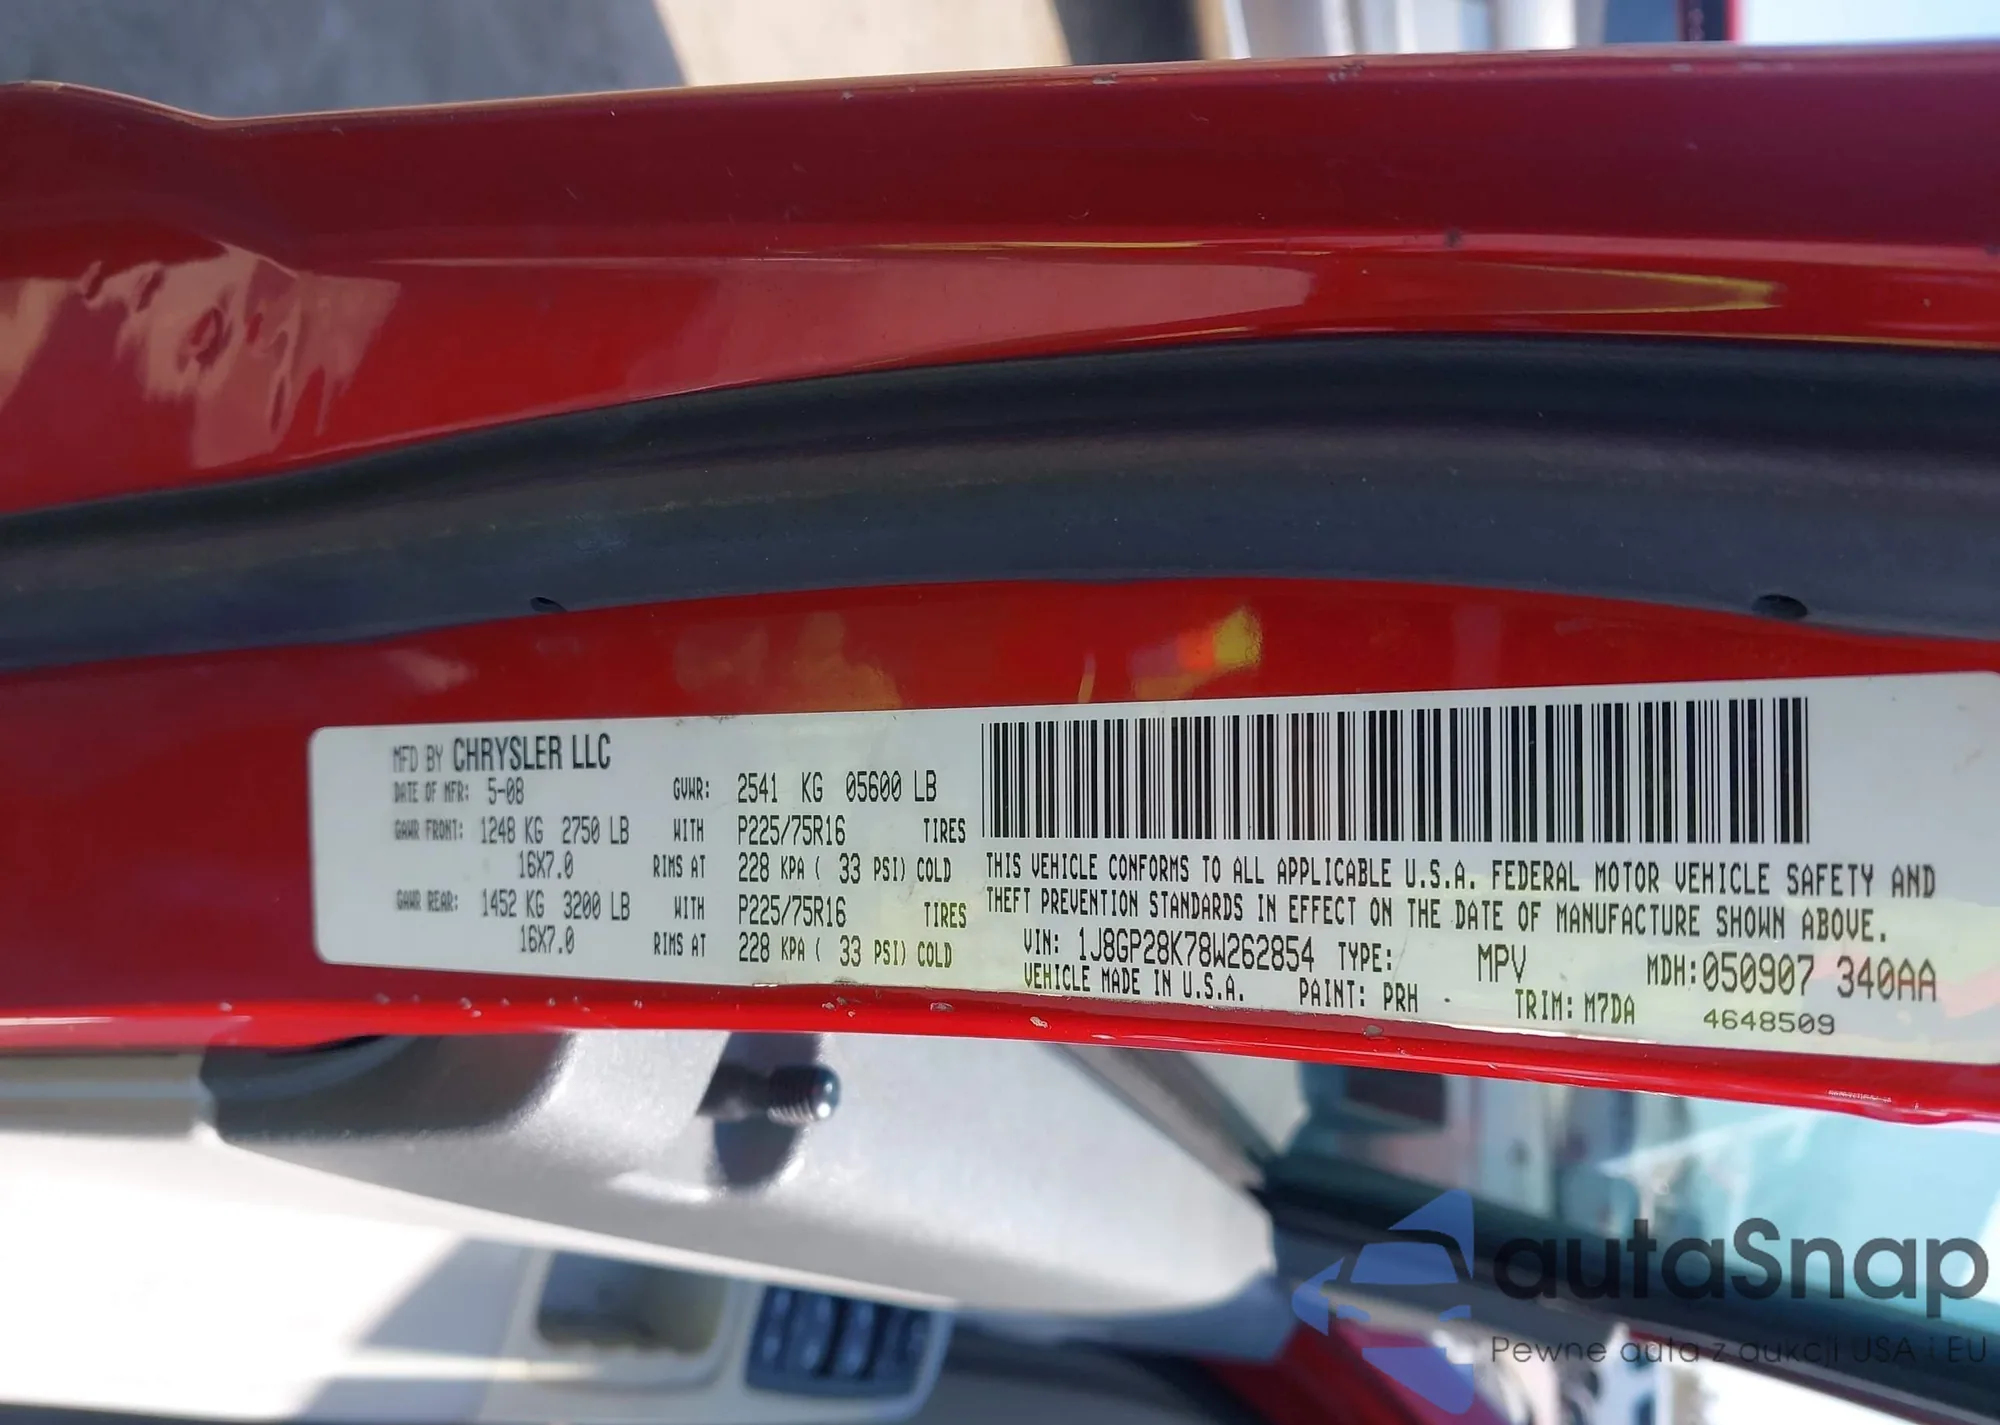 MFD BY CHRYSLER LLC
DATE OF MFR: 5-08 GVWR: 2541 KG 05600 LB
GAWR FRONT: 1248 KG 2750 LB WITH P225/75R16 TIRES
16X7.0 RIMS AT 228 KPA ( 33 PSI) COLD
GAWR REAR: 1452 KG 3200 LB WITH P225/75R16 TIRES
16X7.0 RIMS AT 228 KPA ( 33 PSI) COLD
THIS VEHICLE CONFORMS TO ALL APPLICABLE U.S.A. FEDERAL MOTOR VEHICLE SAFETY AND
THEFT PREVENTION STANDARDS IN EFFECT ON THE DATE OF MANUFACTURE SHOWN ABOVE.
VIN: 1J8GP28K78W262854 TYPE: MPV MDH:050907 340AA
VEHICLE MADE IN U.S.A. PAINT: PRH TRIM: M7DA 4648509
autaSnap
Pewne auta z aukcji USA i EU